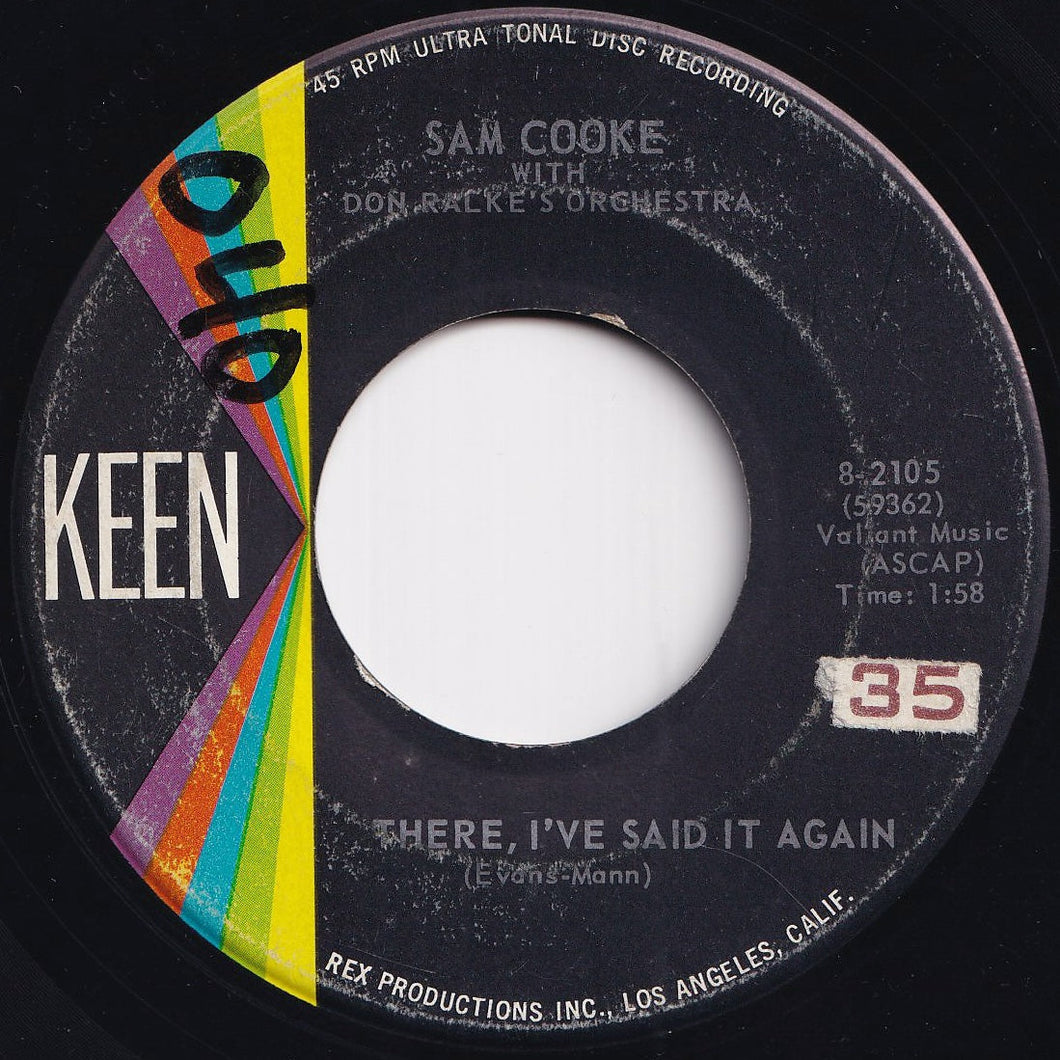 45 RPM ULTRA TONAL DISC RECORDING
SAM COOKE
WITH
DON RALKE'S ORCHESTRA
KEEN
8-2105
(59362)
Valiant Music
(ASCAP)
Time: 1:58
35
THERE, I'VE SAID IT AGAIN
(Evans-Mann)
REX PRODUCTIONS INC., LOS ANGELES, CALIF.